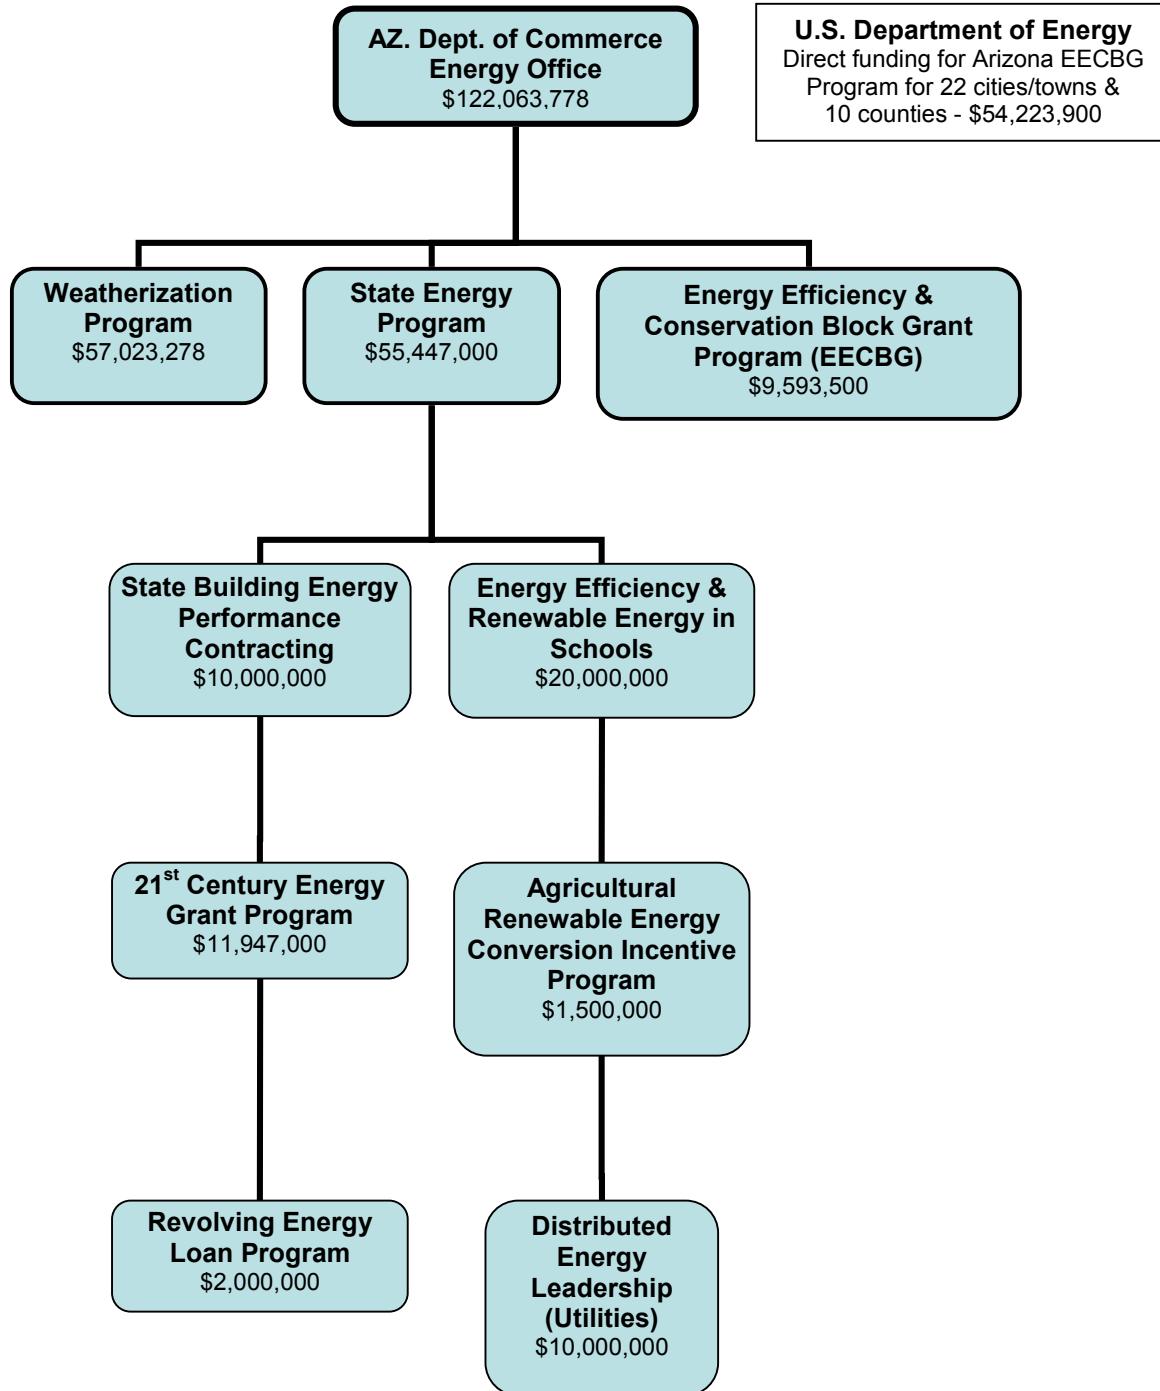 AZ. Dept. of Commerce
Energy Office
$122,063,778
U.S. Department of Energy
Direct funding for Arizona EECBG
Program for 22 cities/towns &
10 counties - $54,223,900
Weatherization
Program
$57,023,278
State Energy
Program
$55,447,000
Energy Efficiency &
Conservation Block Grant
Program (EECBG)
$9,593,500
State Building Energy
Performance
Contracting
$10,000,000
Energy Efficiency &
Renewable Energy in
Schools
$20,000,000
21st Century Energy
Grant Program
$11,947,000
Agricultural
Renewable Energy
Conversion Incentive
Program
$1,500,000
Revolving Energy
Loan Program
$2,000,000
Distributed
Energy
Leadership
(Utilities)
$10,000,000